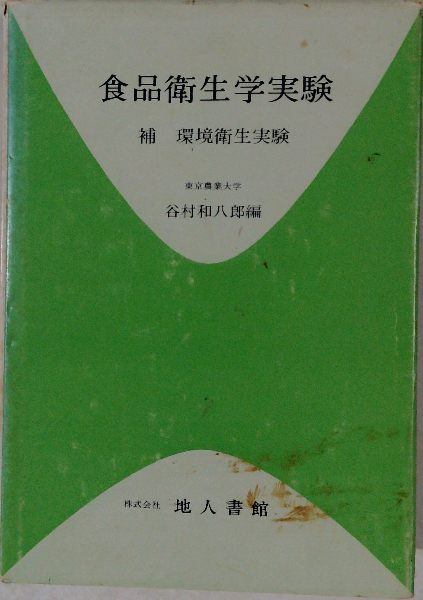 食品衛生学実験
補 環境衛生実験
東京農業大学
谷村和八郎編
株式会社 地人書館